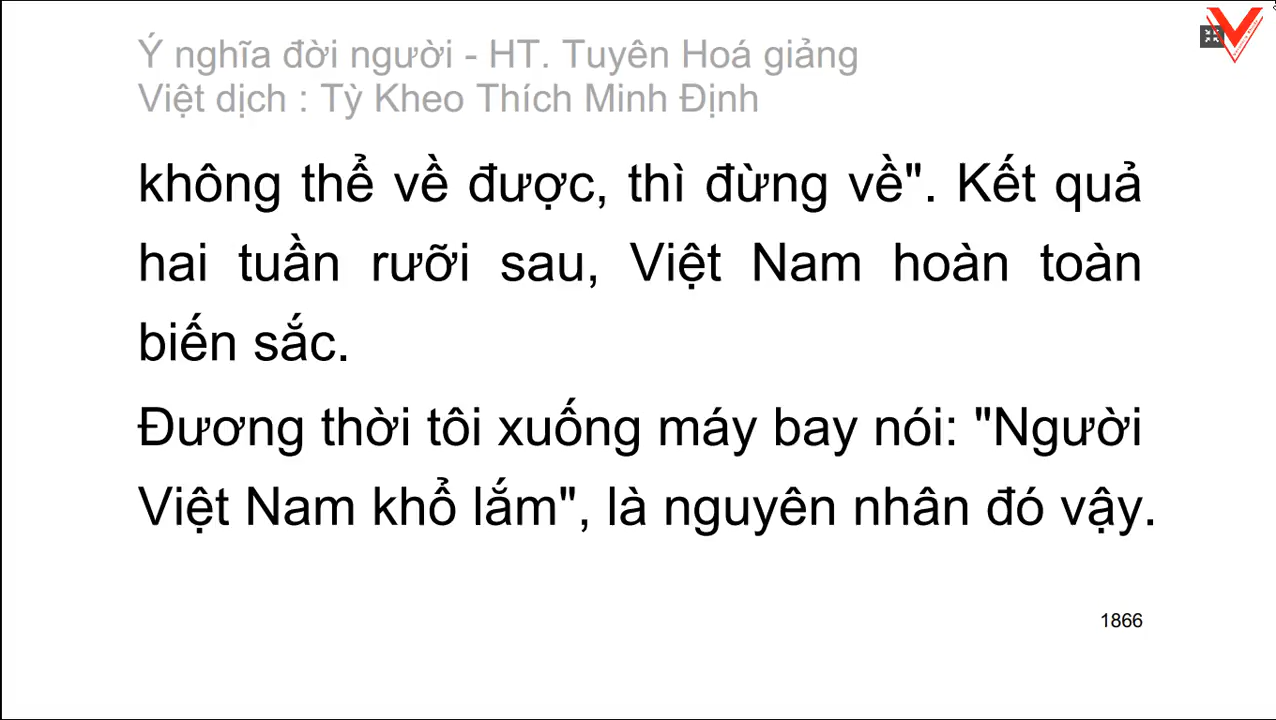 Ý nghĩa đời người - HT. Tuyên Hoá giảng
Việt dịch : Tỳ Kheo Thích Minh Định
không thể về được, thì đừng về". Kết quả
hai tuần rưỡi sau, Việt Nam hoàn toàn
biến sắc.
Đương thời tôi xuống máy bay nói: "Người
Việt Nam khổ lắm", là nguyên nhân đó vậy.
1866